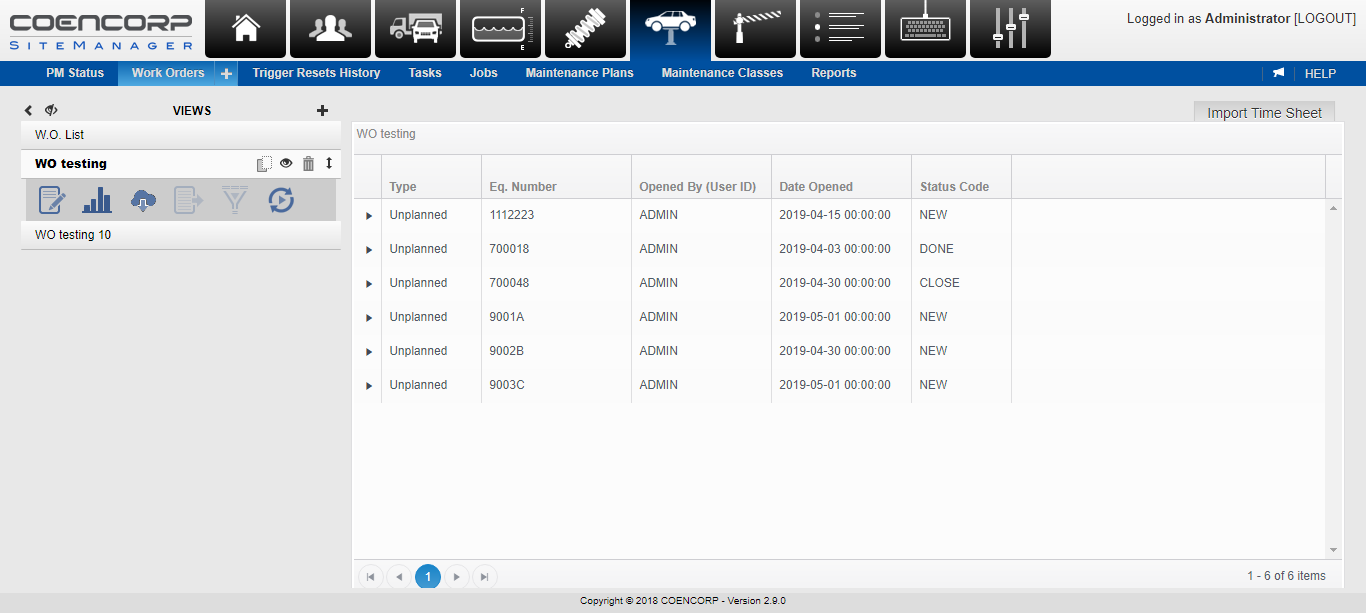 COENCORP
SITEMANAGER
F
E
Logged in as Administrator [LOGOUT]
PM Status Work Orders + Trigger Resets History Tasks Jobs Maintenance Plans Maintenance Classes Reports HELP
VIEWS
Import Time Sheet
W.O. List
WO testing
WO testing
WO testing 10
Type Eq. Number Opened By (User ID) Date Opened Status Code
Unplanned 1112223 ADMIN 2019-04-15 00:00:00 NEW
Unplanned 700018 ADMIN 2019-04-03 00:00:00 DONE
Unplanned 700048 ADMIN 2019-04-30 00:00:00 CLOSE
Unplanned 9001A ADMIN 2019-05-01 00:00:00 NEW
Unplanned 9002B ADMIN 2019-04-30 00:00:00 NEW
Unplanned 9003C ADMIN 2019-05-01 00:00:00 NEW
1
1 - 6 of 6 items
Copyright © 2018 COENCORP - Version 2.9.0